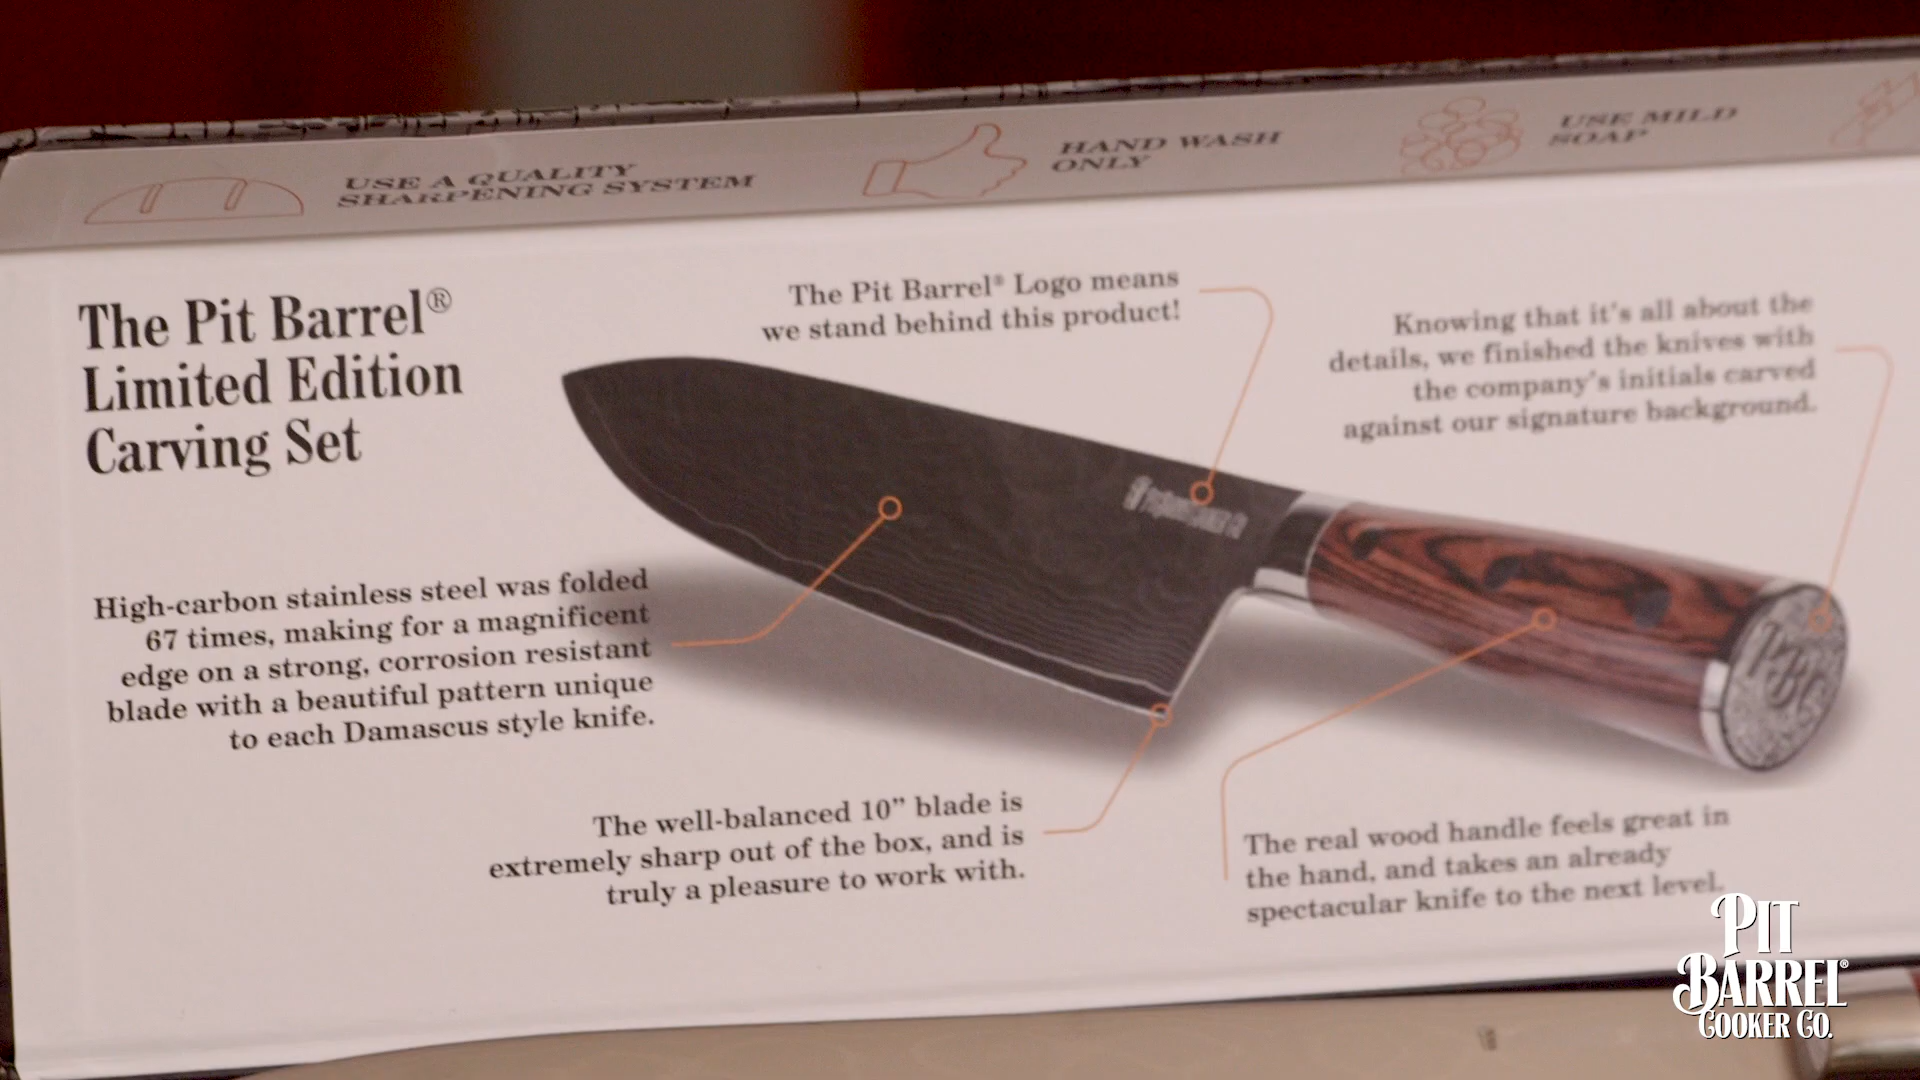 USE A QUALITY
SHARPENING SYSTEM
HAND WASH
ONLY
USE MILD
SOAP
The Pit Barrel®
Limited Edition
Carving Set
The Pit Barrel® Logo means
we stand behind this product!
Knowing that it's all about the
details, we finished the knives with
the company's initials carved
against our signature background.
High-carbon stainless steel was folded
67 times, making for a magnificent
edge on a strong, corrosion resistant
blade with a beautiful pattern unique
to each Damascus style knife.
The well-balanced 10” blade is
extremely sharp out of the box, and is
truly a pleasure to work with.
The real wood handle feels great in
the hand, and takes an already
spectacular knife to the next level.
PBC
PIT
BARREL®
COOKER CO.